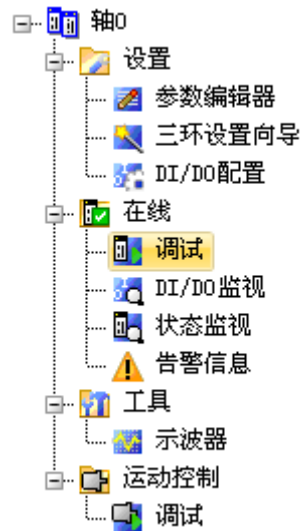 轴0
设置
参数编辑器
三环设置向导
DI/DO配置
在线
调试
DI/DO监视
状态监视
告警信息
工具
示波器
运动控制
调试